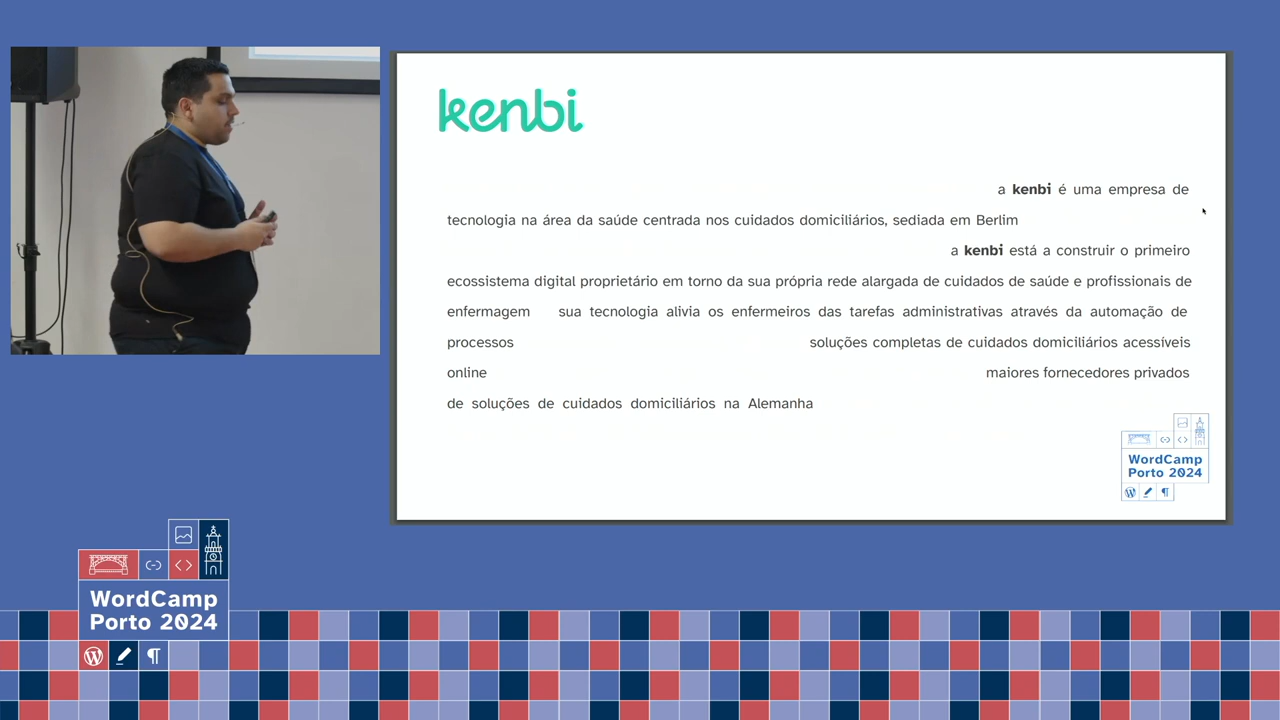 kenbi
a kenbi é uma empresa de
tecnologia na área da saúde centrada nos cuidados domiciliários, sediada em Berlim
a kenbi está a construir o primeiro
ecossistema digital proprietário em torno da sua própria rede alargada de cuidados de saúde e profissionais de
enfermagem sua tecnologia alivia os enfermeiros das tarefas administrativas através da automação de
processos soluções completas de cuidados domiciliários acessíveis
online maiores fornecedores privados
de soluções de cuidados domiciliários na Alemanha
WordCamp
Porto 2024
WordCamp
Porto 2024